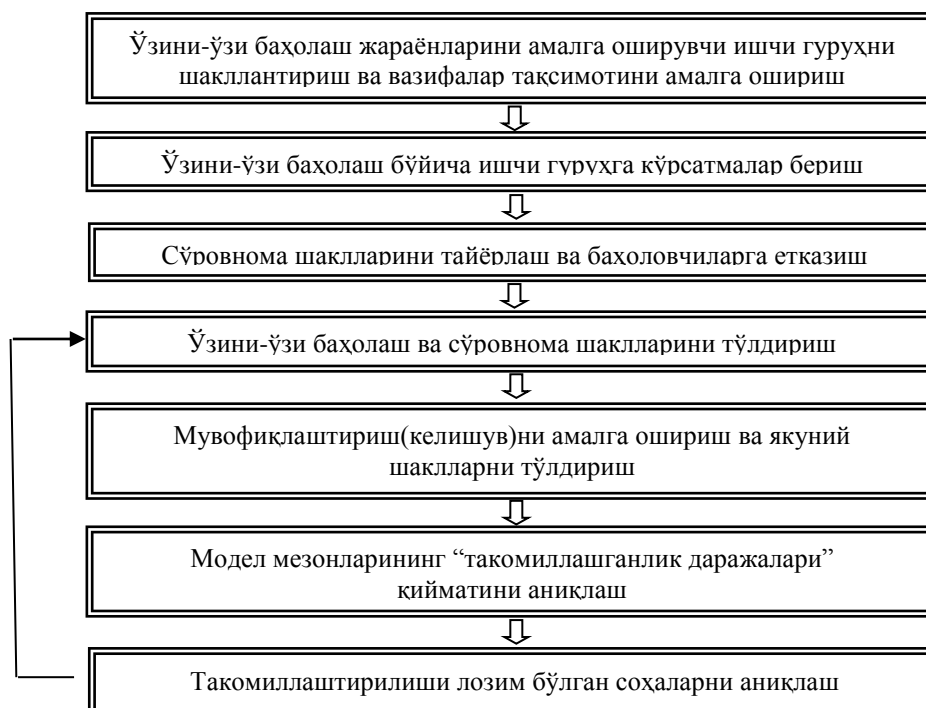 Ўзини-ўзи баҳолаш жараёнларини амалга оширувчи ишчи гуруҳни
шакллантириш ва вазифалар тақсимотини амалга ошириш
Ўзини-ўзи баҳолаш бўйича ишчи гуруҳга кўрсатмалар бериш
Сўровнома шаклларини тайёрлаш ва баҳоловчиларга етказиш
Ўзини-ўзи баҳолаш ва сўровнома шаклларини тўлдириш
Мувофиқлаштириш(келишув)ни амалга ошириш ва якуний
шаклларни тўлдириш
Модел мезонларининг “такомиллашганлик даражалари”
қийматини аниқлаш
Такомиллаштирилиши лозим бўлган соҳаларни аниқлаш